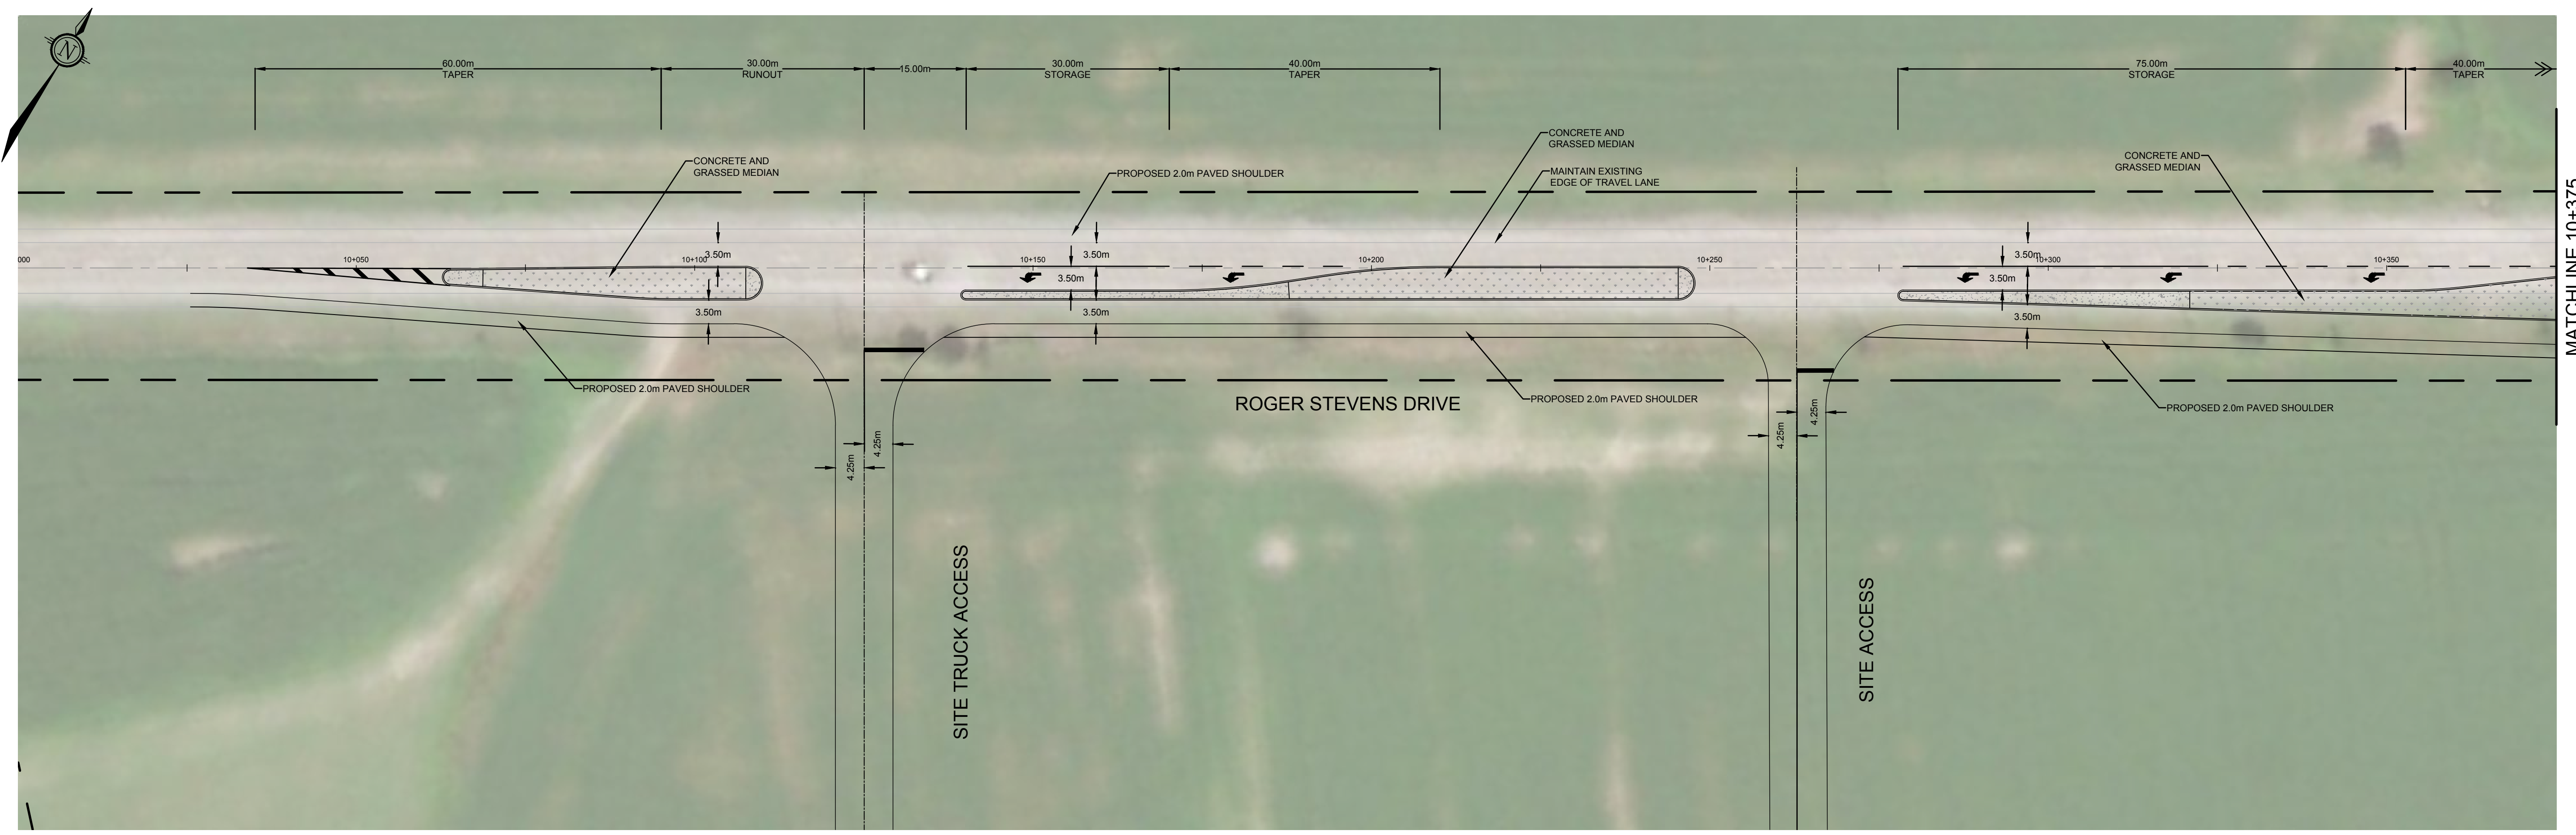 N
60.00m
TAPER
30.00m
RUNOUT
15.00m
30.00m
STORAGE
40.00m
TAPER
75.00m
STORAGE
40.00m
TAPER
CONCRETE AND
GRASSED MEDIAN
PROPOSED 2.0m PAVED SHOULDER
CONCRETE AND
GRASSED MEDIAN
MAINTAIN EXISTING
EDGE OF TRAVEL LANE
CONCRETE AND
GRASSED MEDIAN
MATCHLINE 10+375
000
10+050
10+100
10+150
10+200
10+250
10+300
10+350
3.50m
3.50m
3.50m
3.50m
3.50m
3.50m
3.50m
3.50m
PROPOSED 2.0m PAVED SHOULDER
ROGER STEVENS DRIVE
PROPOSED 2.0m PAVED SHOULDER
PROPOSED 2.0m PAVED SHOULDER
4.25m
4.25m
4.25m
4.25m
SITE TRUCK ACCESS
SITE ACCESS